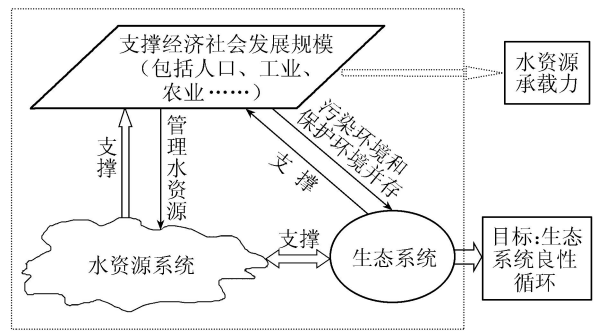 支撑经济社会发展规模
（包括人口、工业、
农业……）
水资源
承载力
支撑
管理水资源
污染环境和
保护环境并存
支撑
水资源系统
支撑
生态系统
目标:生态
系统良性
循环